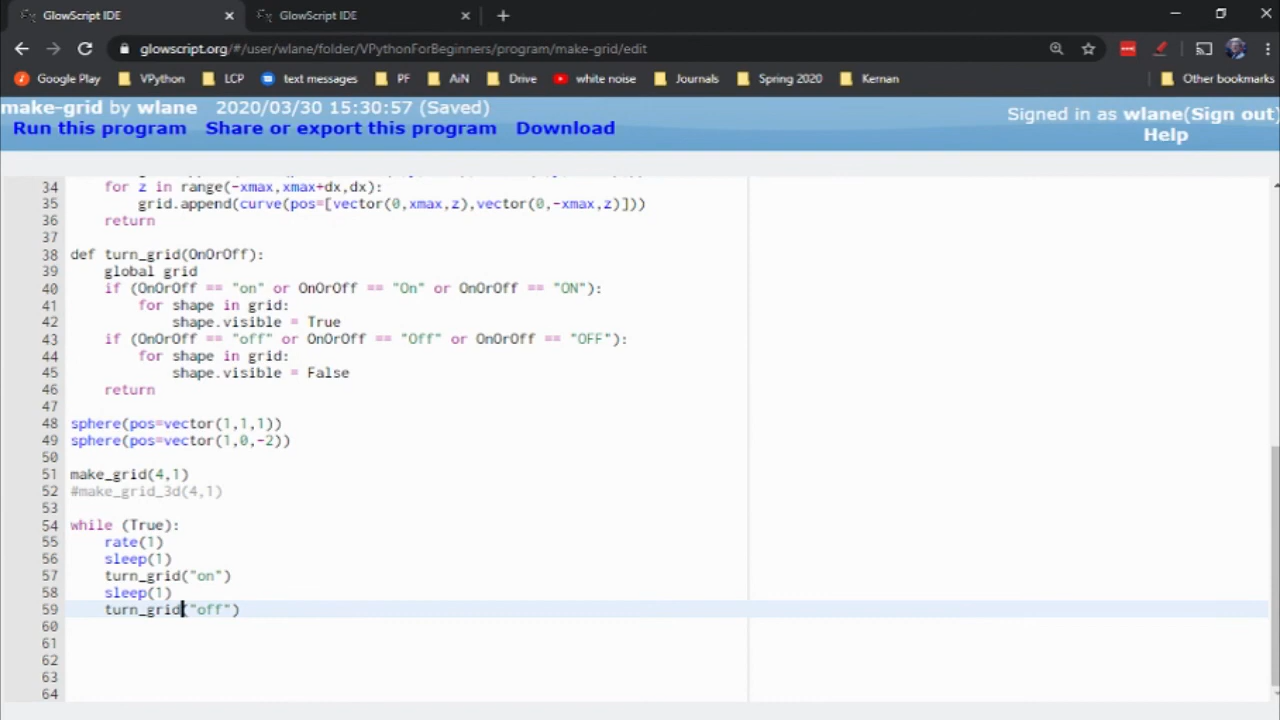 GlowScript IDE
GlowScript IDE
glowscript.org/#/user/wlane/folder/VPythonForBeginners/program/make-grid/edit
Google Play VPython LCP text messages PF AiN Drive white noise Journals Spring 2020 Kernan Other bookmarks
make-grid by wlane 2020/03/30 15:30:57 (Saved)
Signed in as wlane(Sign out)
Run this program Share or export this program Download
Help
34 for z in range(-xmax,xmax+dx,dx):
35 grid.append(curve(pos=[vector(0,xmax,z),vector(0,-xmax,z)]))
36 return
37
38 def turn_grid(OnOrOff):
39 global grid
40 if (OnOrOff == "on" or OnOrOff == "On" or OnOrOff == "ON"):
41 for shape in grid:
42 shape.visible = True
43 if (OnOrOff == "off" or OnOrOff == "Off" or OnOrOff == "OFF"):
44 for shape in grid:
45 shape.visible = False
46 return
47
48 sphere(pos=vector(1,1,1))
49 sphere(pos=vector(1,0,-2))
50
51 make_grid(4,1)
52 #make_grid_3d(4,1)
53
54 while (True):
55 rate(1)
56 sleep(1)
57 turn_grid("on")
58 sleep(1)
59 turn_grid("off")
60
61
62
63
64